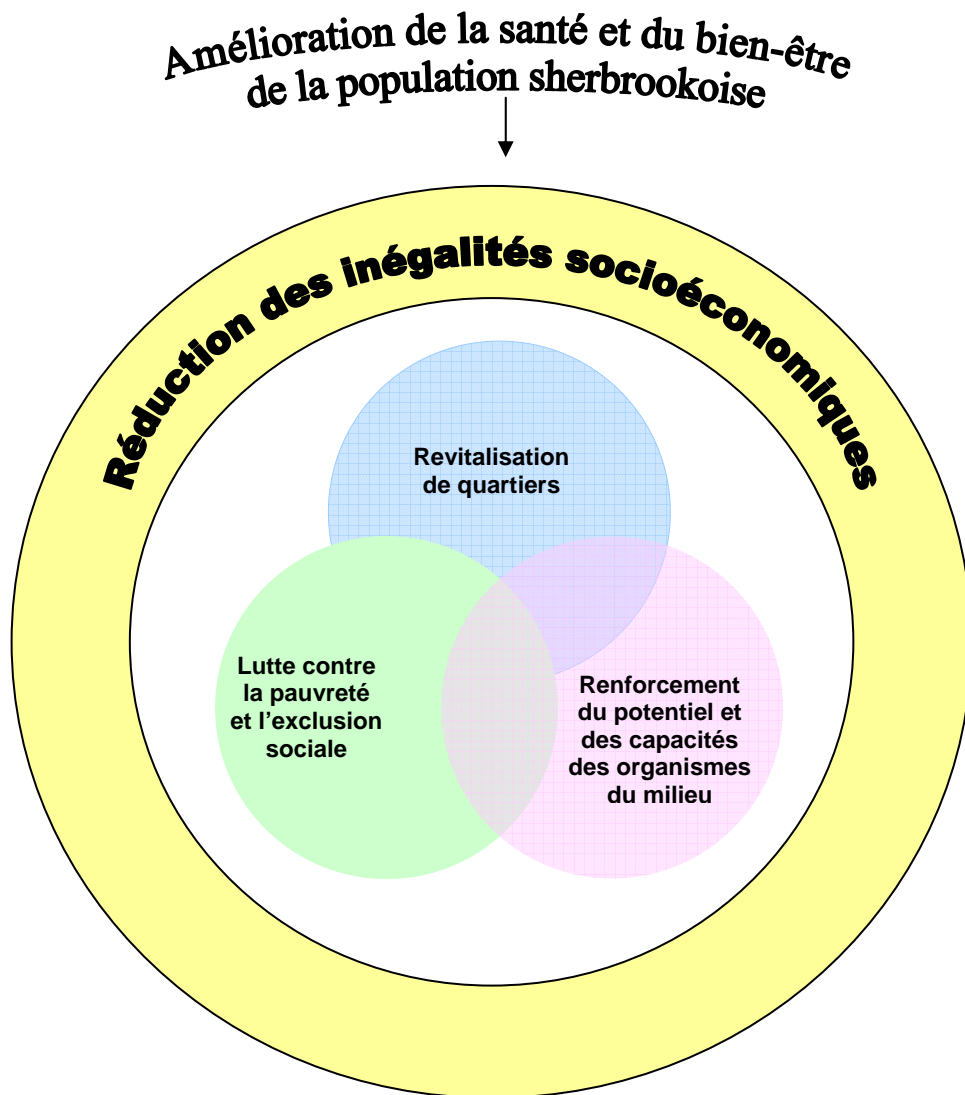 Amélioration de la santé et du bien-être
de la population sherbrookoise
Réduction des inégalités socioéconomiques
Revitalisation
de quartiers
Lutte contre
la pauvreté
et l’exclusion
sociale
Renforcement
du potentiel et
des capacités
des organismes
du milieu